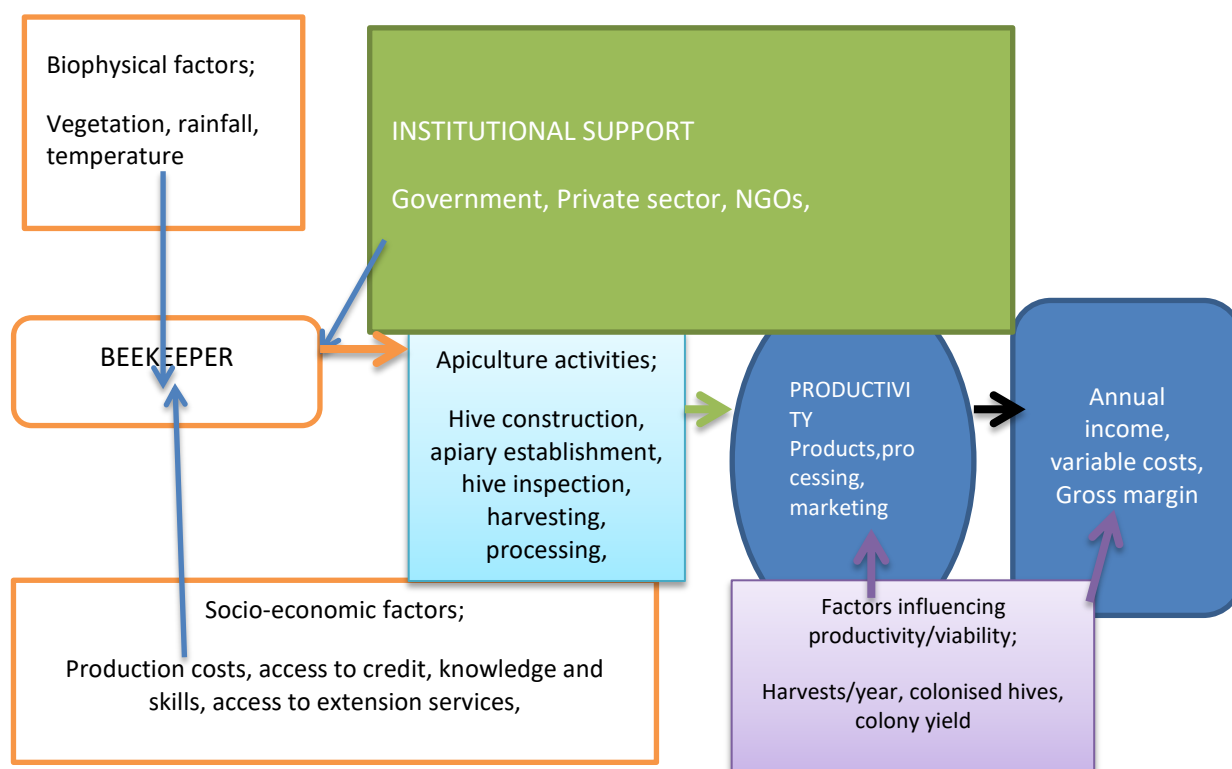 Biophysical factors;
Vegetation, rainfall,
temperature
INSTITUTIONAL SUPPORT
Government, Private sector, NGOs,
BEEKEEPER
Apiculture activities;
Hive construction,
apiary establishment,
hive inspection,
harvesting,
processing,
PRODUCTIVI
TY
Products,pro
cessing,
marketing
Annual
income,
variable costs,
Gross margin
Socio-economic factors;
Production costs, access to credit, knowledge and
skills, access to extension services,
Factors influencing
productivity/viability;
Harvests/year, colonised hives,
colony yield